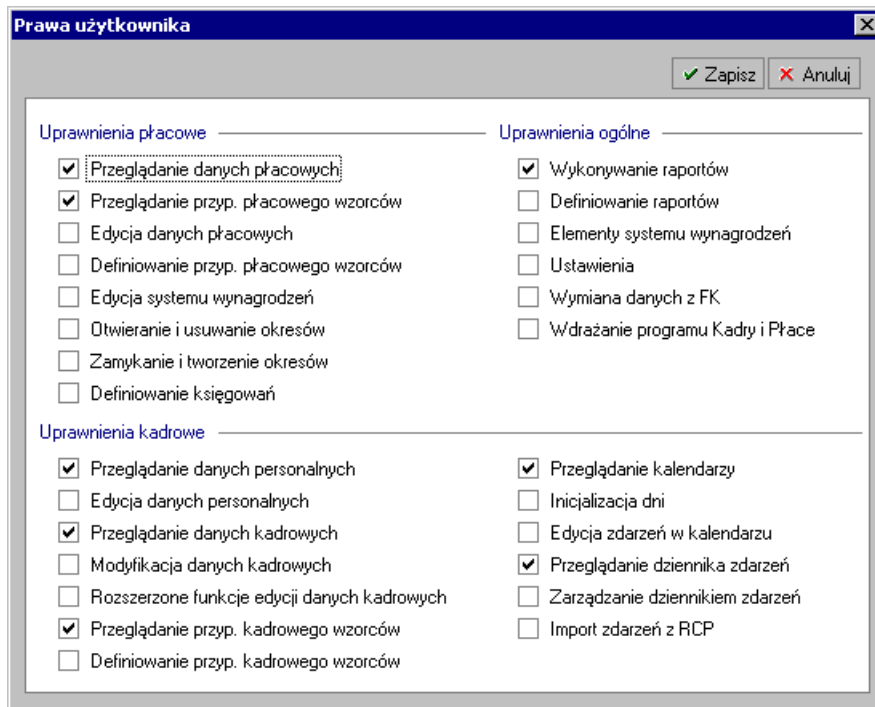 Prawa użytkownika
Zapisz
Anuluj
Uprawnienia płacowe
Przeglądanie danych płacowych
Przeglądanie przyp. płacowego wzorców
Edycja danych płacowych
Definiowanie przyp. płacowego wzorców
Edycja systemu wynagrodzeń
Otwieranie i usuwanie okresów
Zamykanie i tworzenie okresów
Definiowanie księgowań
Uprawnienia ogólne
Wykonywanie raportów
Definiowanie raportów
Elementy systemu wynagrodzeń
Ustawienia
Wymiana danych z FK
Wdrażanie programu Kadry i Płace
Uprawnienia kadrowe
Przeglądanie danych personalnych
Edycja danych personalnych
Przeglądanie danych kadrowych
Modyfikacja danych kadrowych
Rozszerzone funkcje edycji danych kadrowych
Przeglądanie przyp. kadrowego wzorców
Definiowanie przyp. kadrowego wzorców
Przeglądanie kalendarzy
Inicjalizacja dni
Edycja zdarzeń w kalendarzu
Przeglądanie dziennika zdarzeń
Zarządzanie dziennikiem zdarzeń
Import zdarzeń z RCP